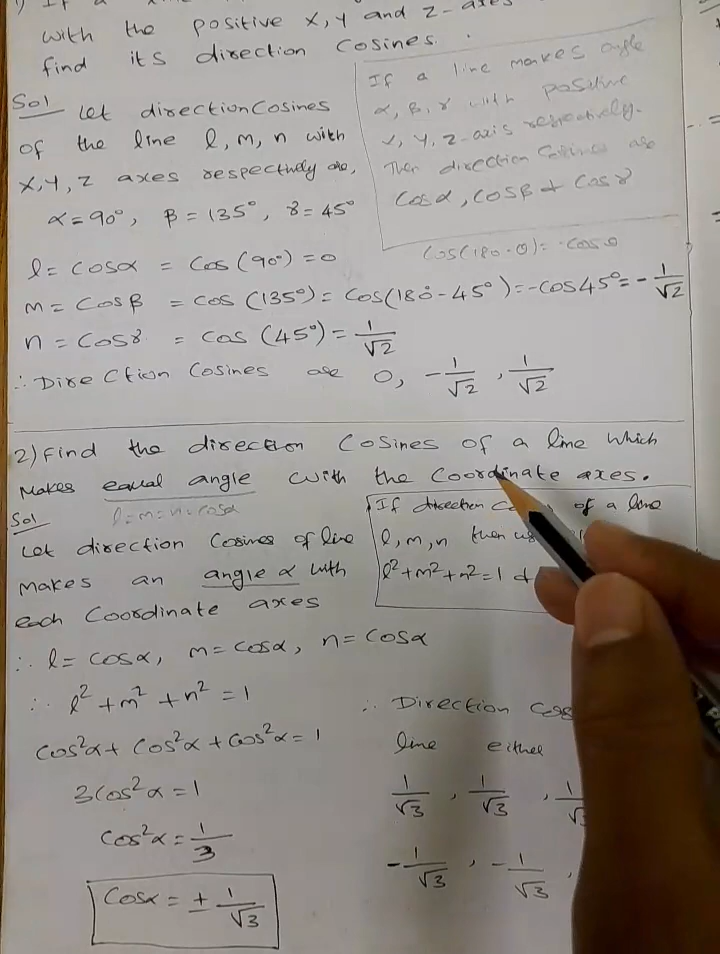 1) If a
with the positive x, y and z-axes
find its direction cosines.
Sol Let direction Cosines
of the line l, m, n with
x, y, z axes respectively are,
α = 90°, β = 135°, γ = 45°
If a line makes angle
α, β, γ with positive
x, y, z-axis respectively.
Then direction Cosines are
Cos α, cos β & Cos γ
Cos(180-θ) = -cos θ
l = cos α = Cos (90°) = 0
m = Cos β = cos (135°) = Cos(180° - 45°) = -cos 45° = -1/√2
n = Cos γ = cos (45°) = 1/√2
∴ Direction Cosines are 0, -1/√2, 1/√2
2) Find the direction Cosines of a line which
Makes equal angle with the Coordinate axes.
Sol l = m = n = cos α
Let direction Cosines of line
makes an angle α with
each Coordinate axes
If direction of a line
l, m, n then
l² + m² + n² = 1 &
∴ l = cos α, m = cos α, n = cos α
∴ l² + m² + n² = 1
cos²α + cos²α + cos²α = 1
3 cos²α = 1
cos²α = 1/3
Cos α = ± 1/√3
∴ Direction Cos
line either
1/√3, 1/√3, 1/√3
-1/√3, -1/√3,